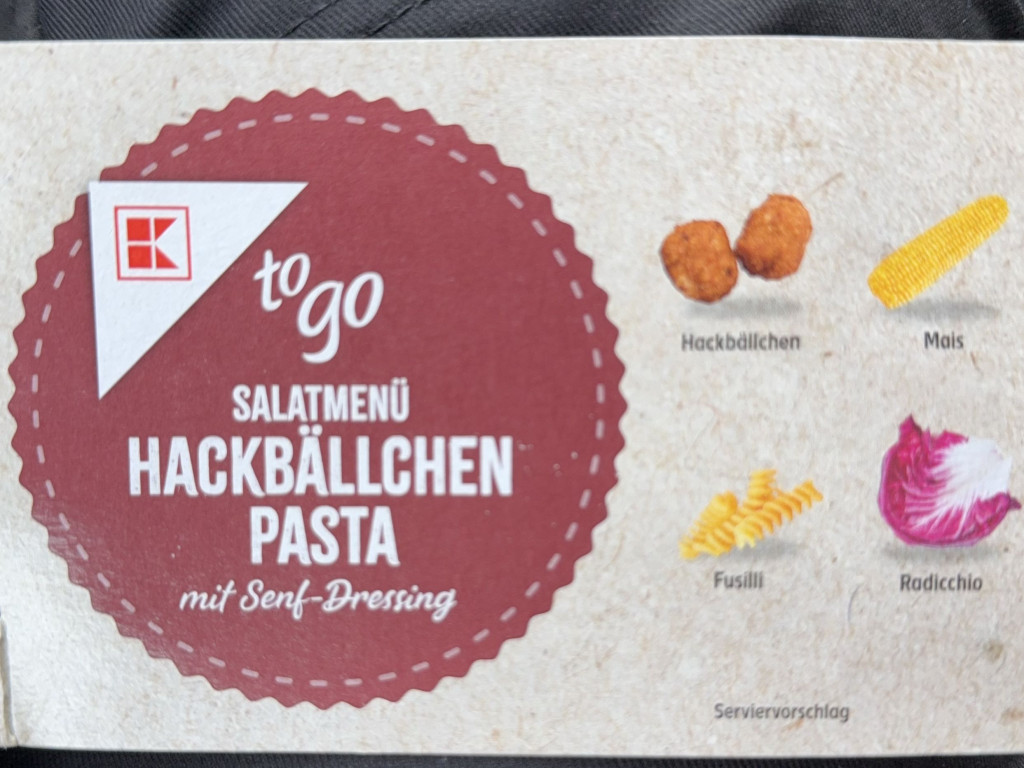 K
to
go
SALATMENÜ
HACKBÄLLCHEN
PASTA
mit Senf-Dressing
Hackbällchen
Mais
Fusilli
Radicchio
Serviervorschlag